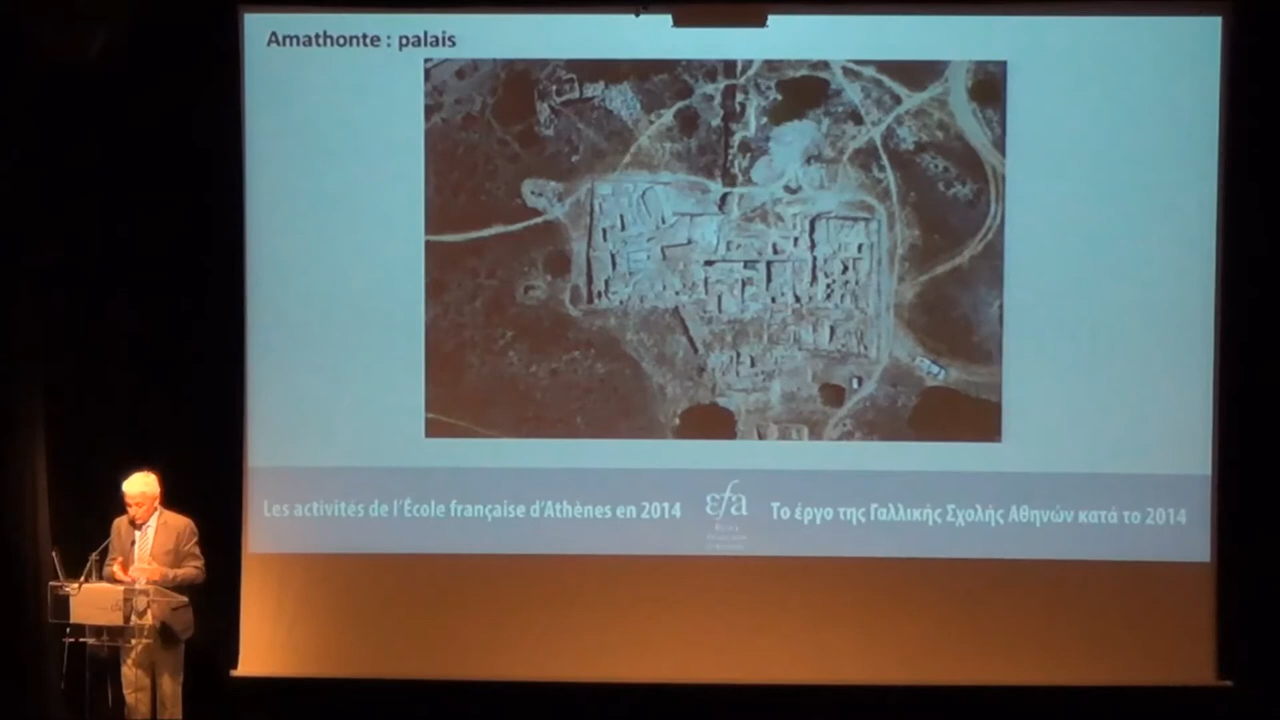 Amathonte : palais
Les activités de l'École française d'Athènes en 2014
efa
Το έργο της Γαλλικής Σχολής Αθηνών κατά το 2014